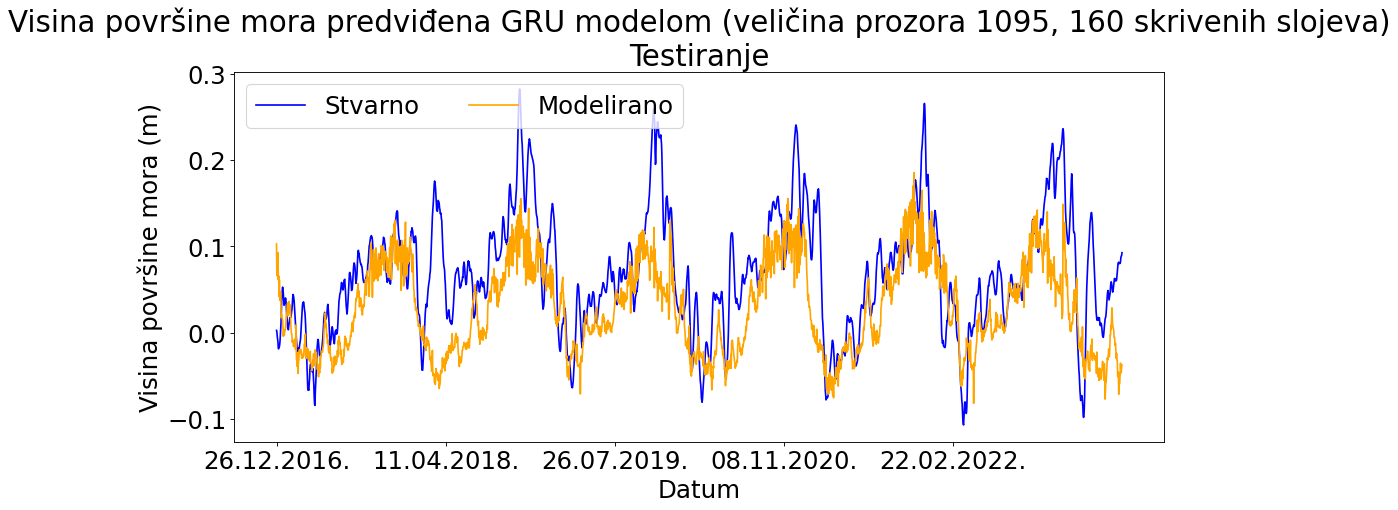 Visina površine mora predviđena GRU modelom (veličina prozora 1095, 160 skrivenih slojeva)
Testiranje
Stvarno Modelirano
Visina površine mora (m)
0.3
0.2
0.1
0.0
−0.1
26.12.2016. 11.04.2018. 26.07.2019. 08.11.2020. 22.02.2022.
Datum